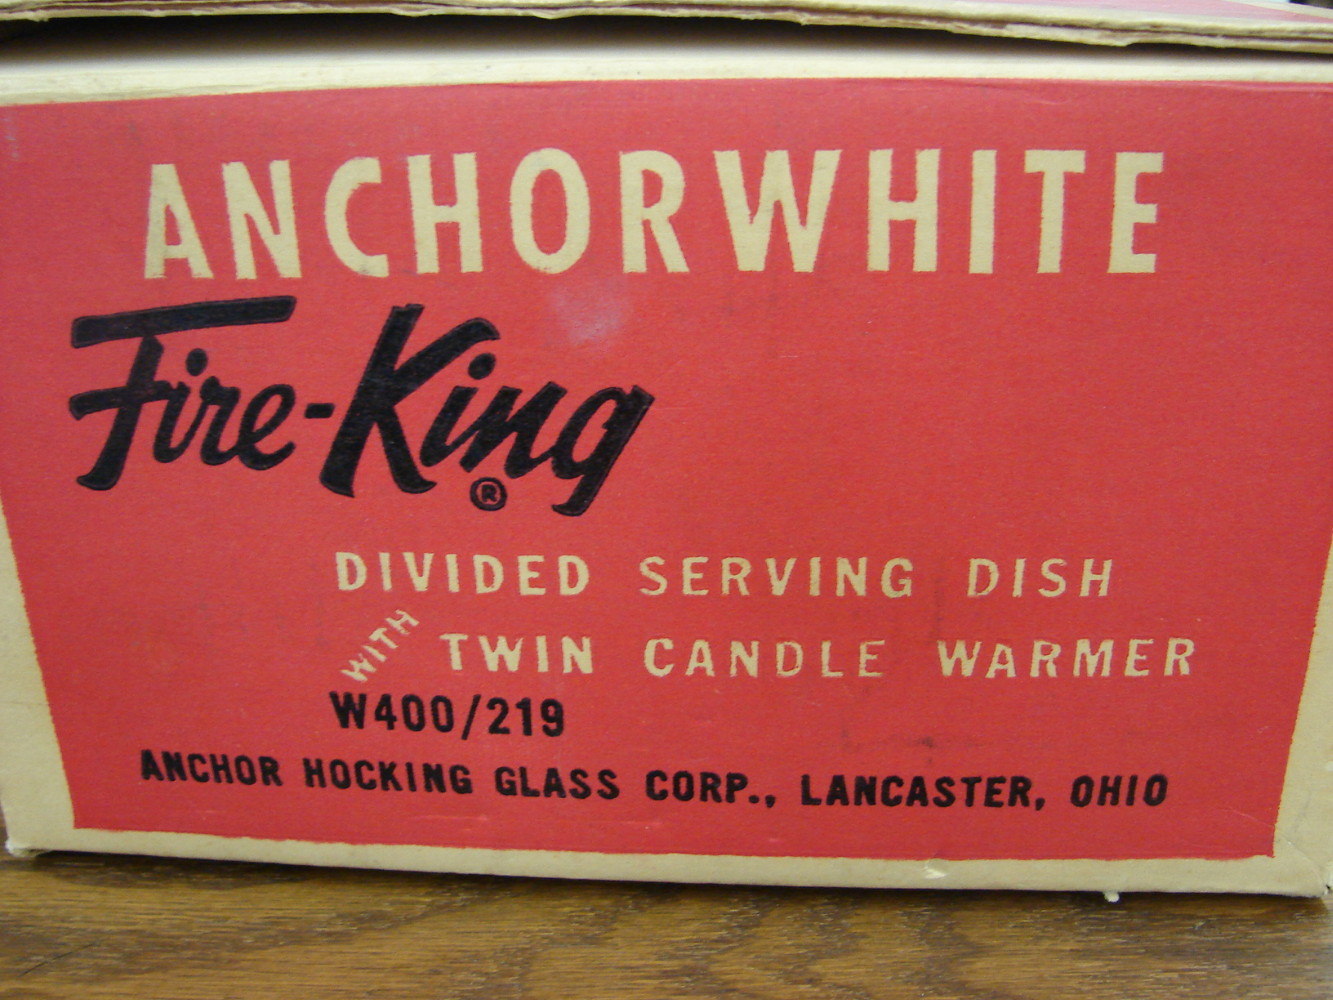 ANCHORWHITE
Fire-King®
DIVIDED SERVING DISH
WITH TWIN CANDLE WARMER
W400/219
ANCHOR HOCKING GLASS CORP., LANCASTER, OHIO